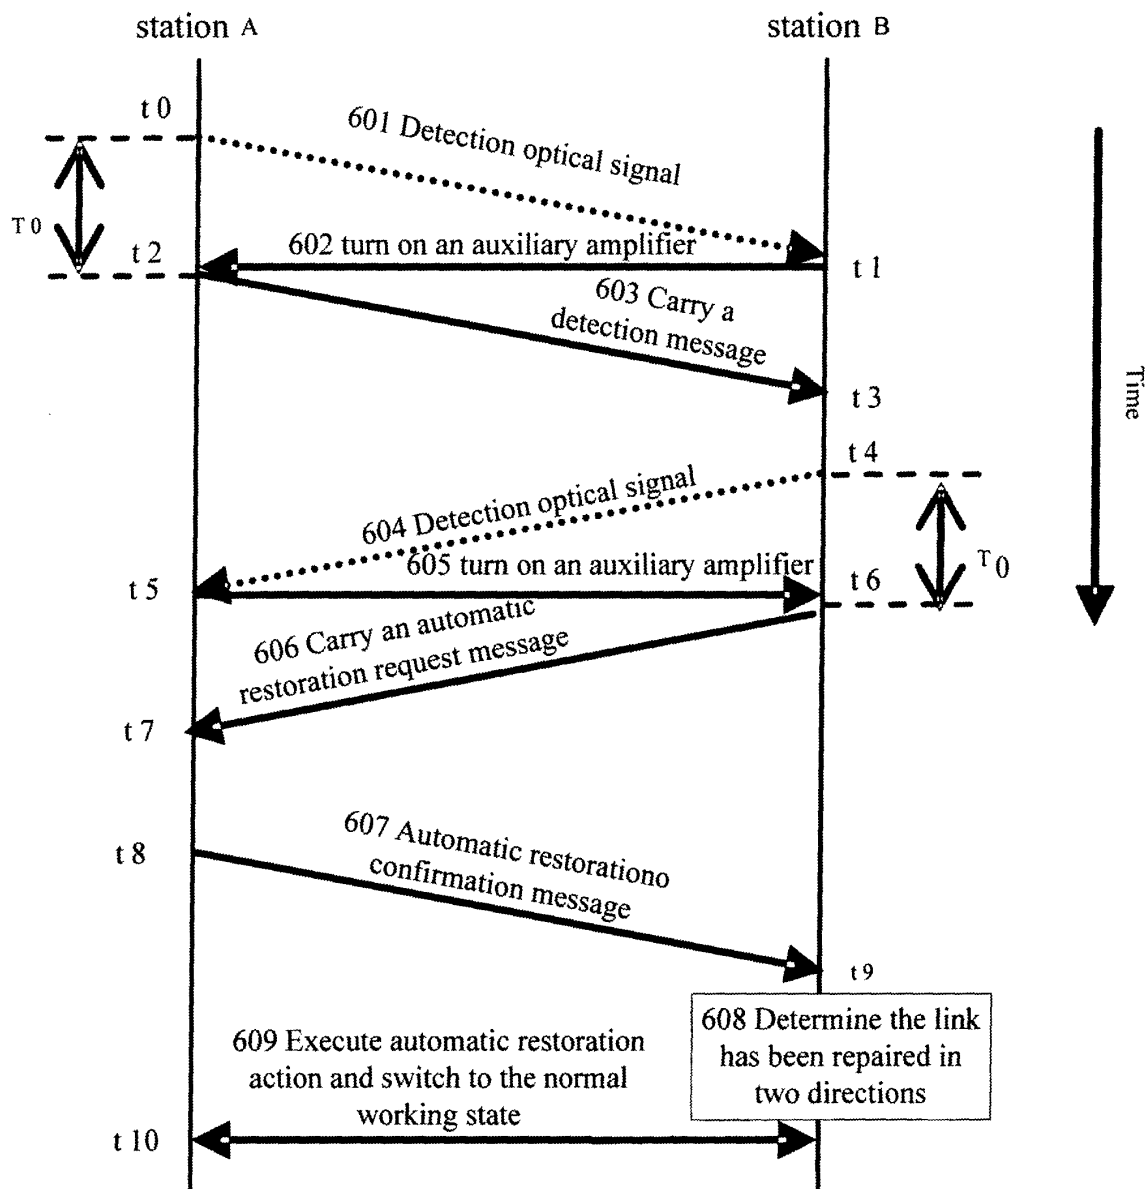 station A
station B
t 0
601 Detection optical signal
T 0
t 2
602 turn on an auxiliary amplifier
t 1
603 Carry a
detection message
t 3
Time
t 4
604 Detection optical signal
605 turn on an auxiliary amplifier
t 5
t 6
T 0
606 Carry an automatic
restoration request message
t 7
607 Automatic restorationo
confirmation message
t 8
t 9
608 Determine the link
has been repaired in
two directions
609 Execute automatic restoration
action and switch to the normal
working state
t 10